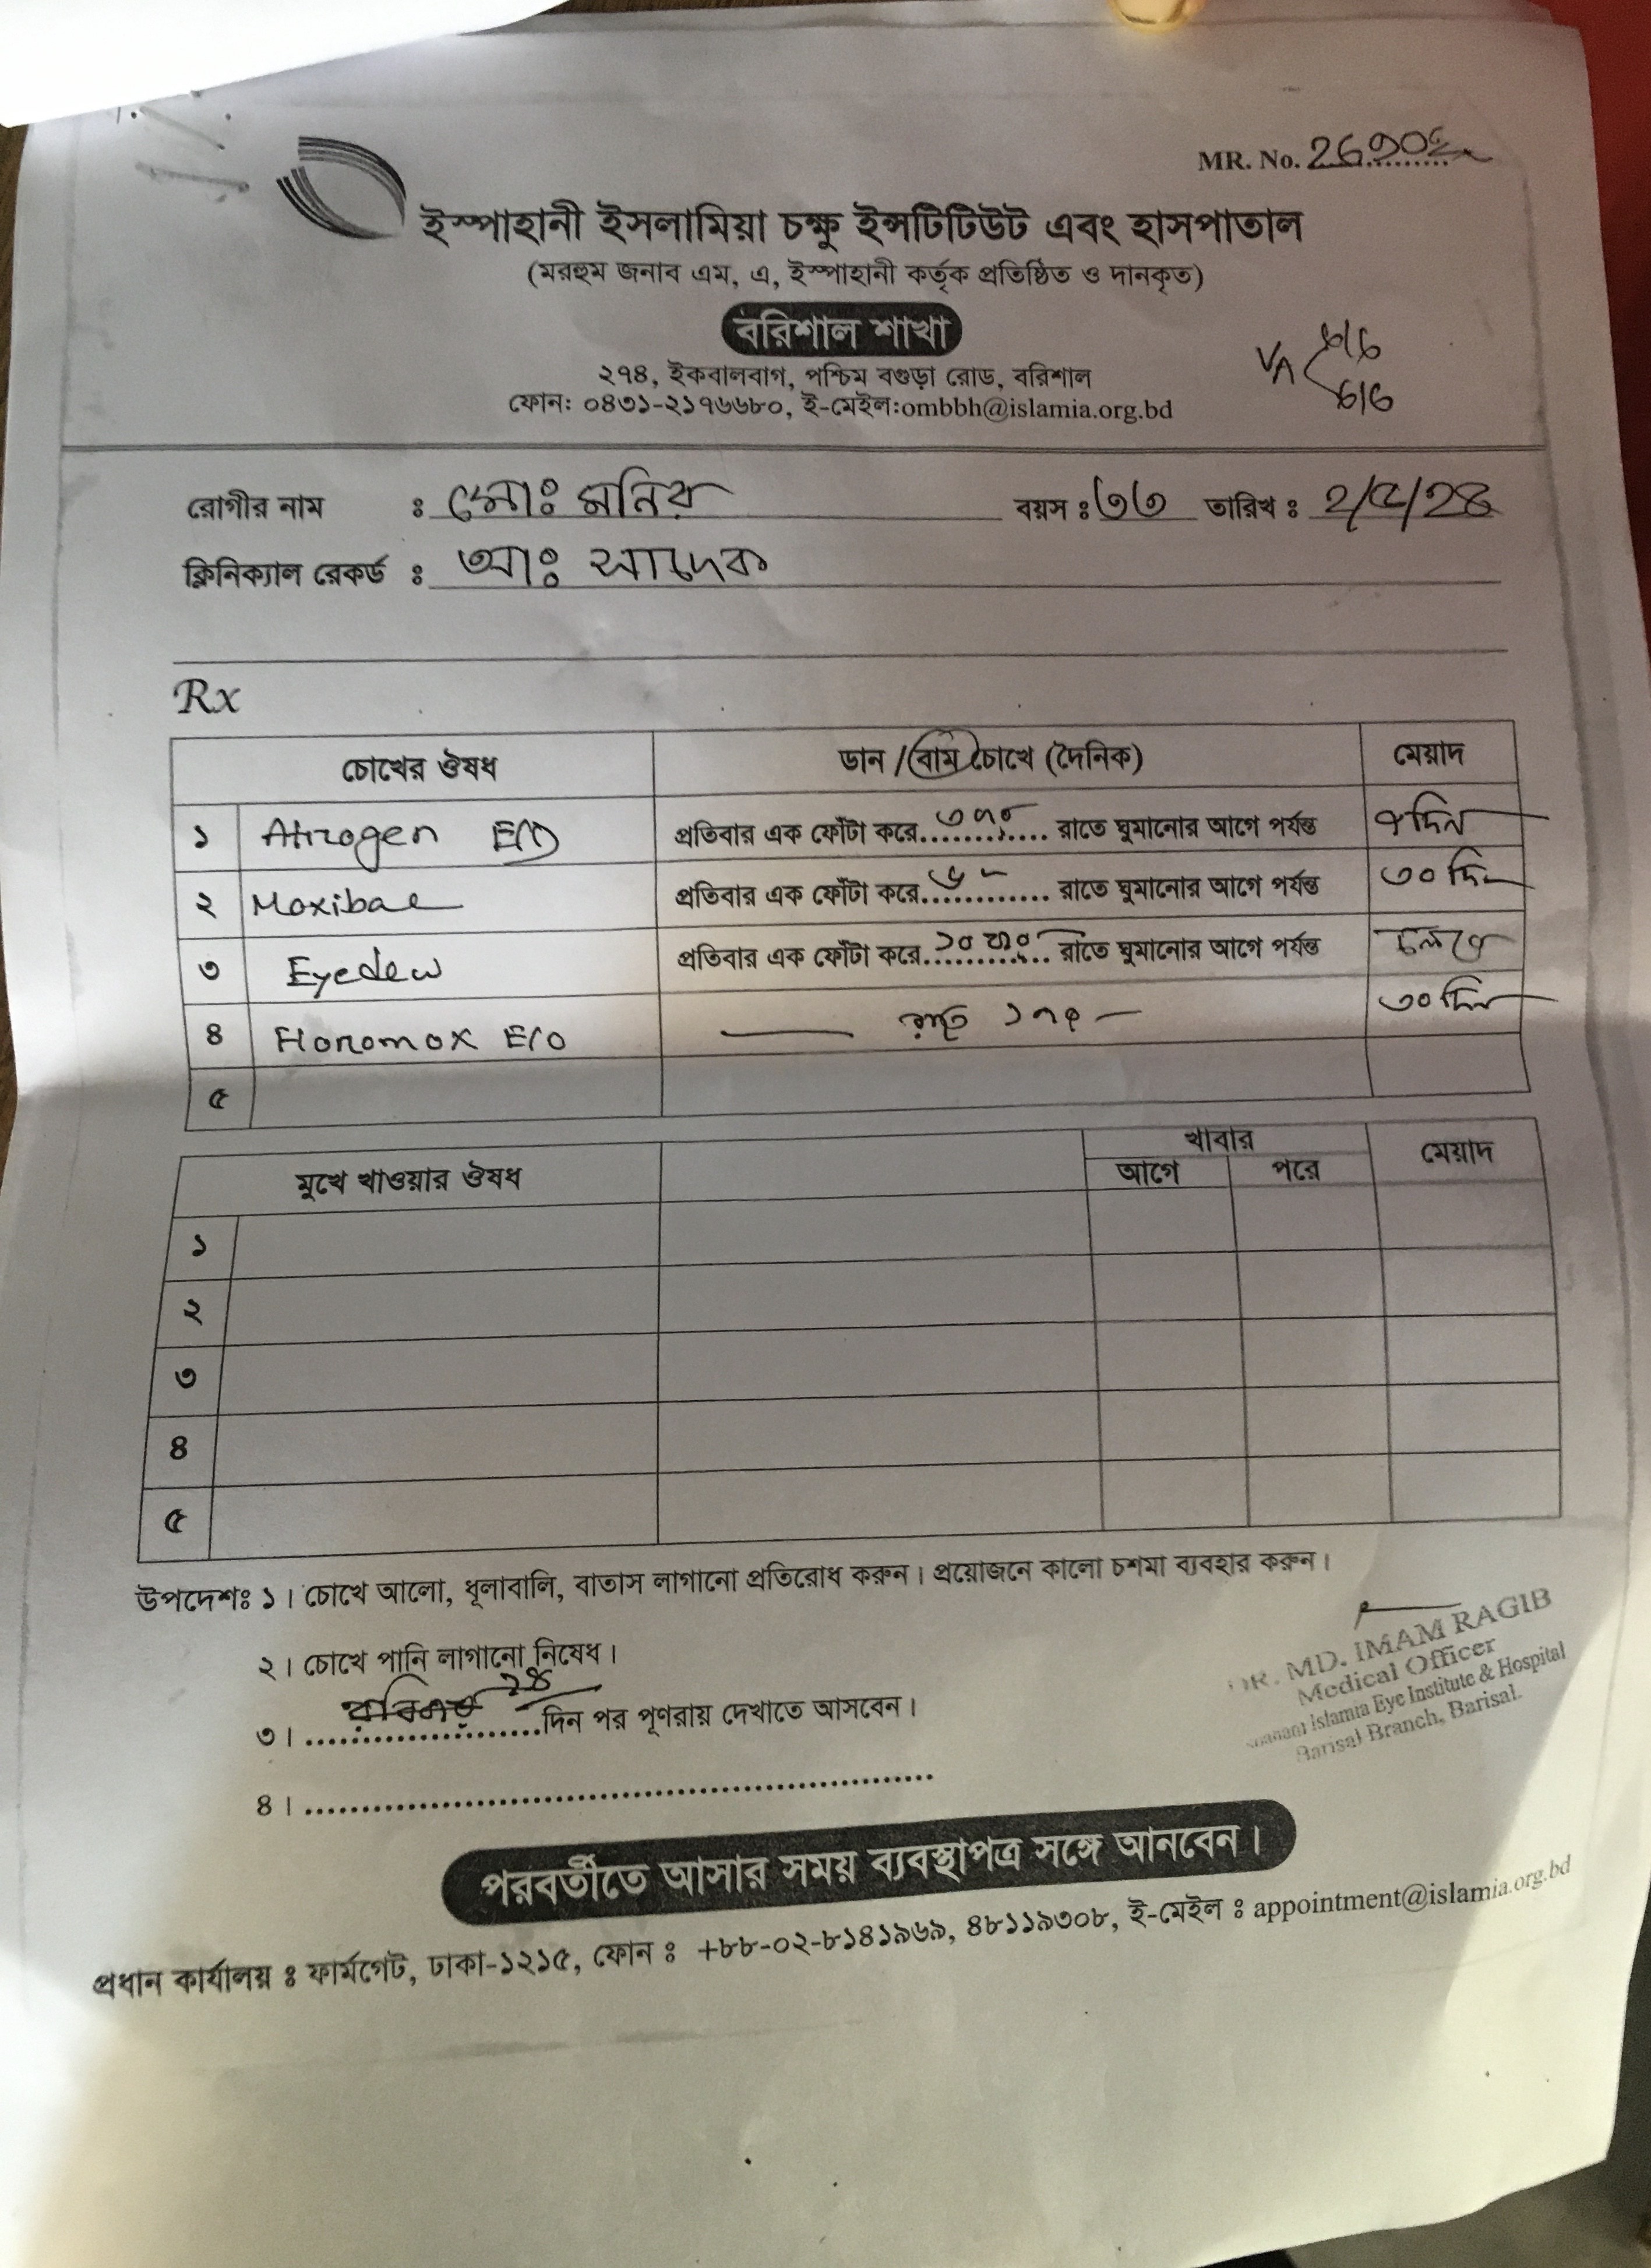 MR. No. 26902
ইস্পাহানী ইসলামিয়া চক্ষু ইন্সটিটিউট এবং হাসপাতাল
(মরহুম জনাব এম, এ, ইস্পাহানী কর্তৃক প্রতিষ্ঠিত ও দানকৃত)
বরিশাল শাখা
২৭৪, ইকবালবাগ, পশ্চিম বগুড়া রোড, বরিশাল
ফোনঃ ০৪৩১-২১৭৬৬৮০, ই-মেইল:ombbh@islamia.org.bd
VA 6/6
6/6
রোগীর নাম : মোঃ মনির বয়স : ৩৩ তারিখ :
ক্লিনিক্যাল রেকর্ড : আঃ সাদেক
Rx
চোখের ঔষধ ডান / বাম চোখে (দৈনিক) মেয়াদ
১ E/D প্রতিবার এক ফোঁটা করে ............ রাতে ঘুমানোর আগে পর্যন্ত ৭দিন
২ Moxibac প্রতিবার এক ফোঁটা করে ............ রাতে ঘুমানোর আগে পর্যন্ত ৩০ দিন
৩ Eyedew প্রতিবার এক ফোঁটা করে ১০ বার রাতে ঘুমানোর আগে পর্যন্ত চলবে
৪ Floromox E/O রাতে ৩০ দিন
৫
মুখে খাওয়ার ঔষধ খাবার মেয়াদ
আগে পরে
১
২
৩
৪
৫
উপদেশঃ ১। চোখে আলো, ধূলাবালি, বাতাস লাগানো প্রতিরোধ করুন। প্রয়োজনে কালো চশমা ব্যবহার করুন।
২। চোখে পানি লাগানো নিষেধ।
৩। ....................দিন পর পূণরায় দেখাতে আসবেন।
৪। ....................
DR. MD. IMAM RAGIB
Medical Officer
Islamia Eye Institute & Hospital
Barisal Branch, Barisal.
পরবর্তীতে আসার সময় ব্যবস্থাপত্র সঙ্গে আনবেন।
প্রধান কার্যালয় : ফার্মগেট, ঢাকা-১২১৫, ফোন : +৮৮-০২-৮১৪১৯৬৯, ৪৮১১৯৩০৮, ই-মেইল : appointment@islamia.org.bd